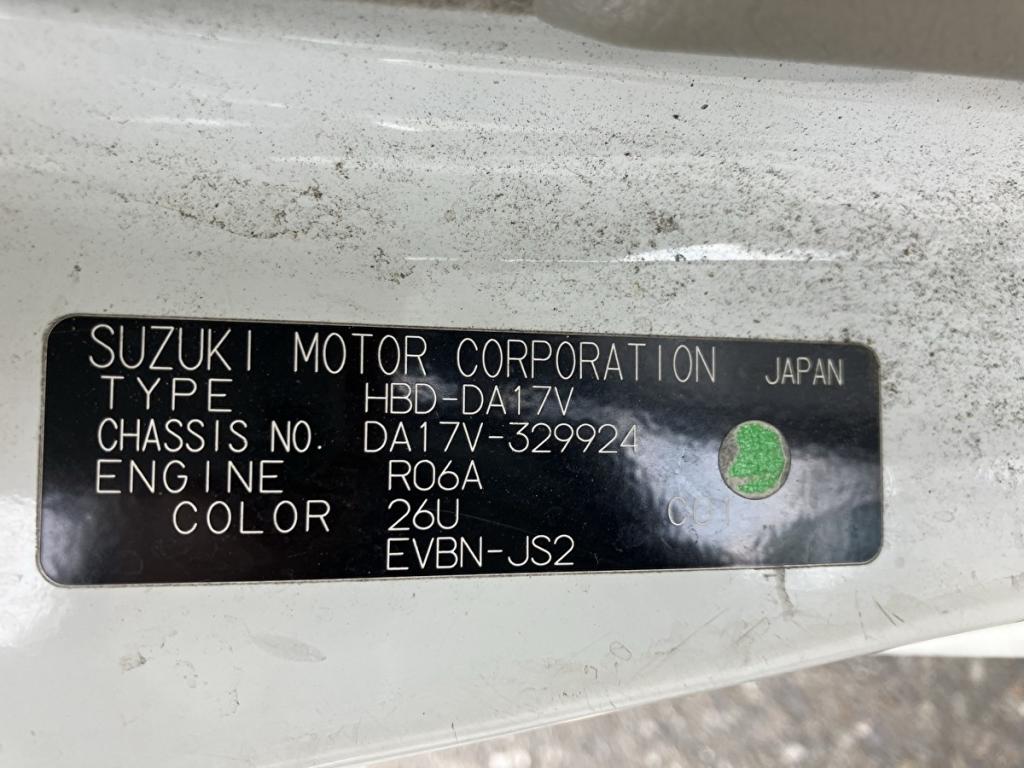 SUZUKI MOTOR CORPORATION JAPAN
TYPE HBD-DA17V
CHASSIS NO. DA17V-329924
ENGINE R06A
COLOR 26U
EVBN-JS2